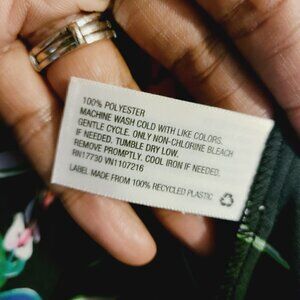 100% POLYESTER
MACHINE WASH COLD WITH LIKE COLORS.
GENTLE CYCLE. ONLY NON-CHLORINE BLEACH
IF NEEDED. TUMBLE DRY LOW.
REMOVE PROMPTLY. COOL IRON IF NEEDED.
RN17730 VN1107216
LABEL MADE FROM 100% RECYCLED PLASTIC